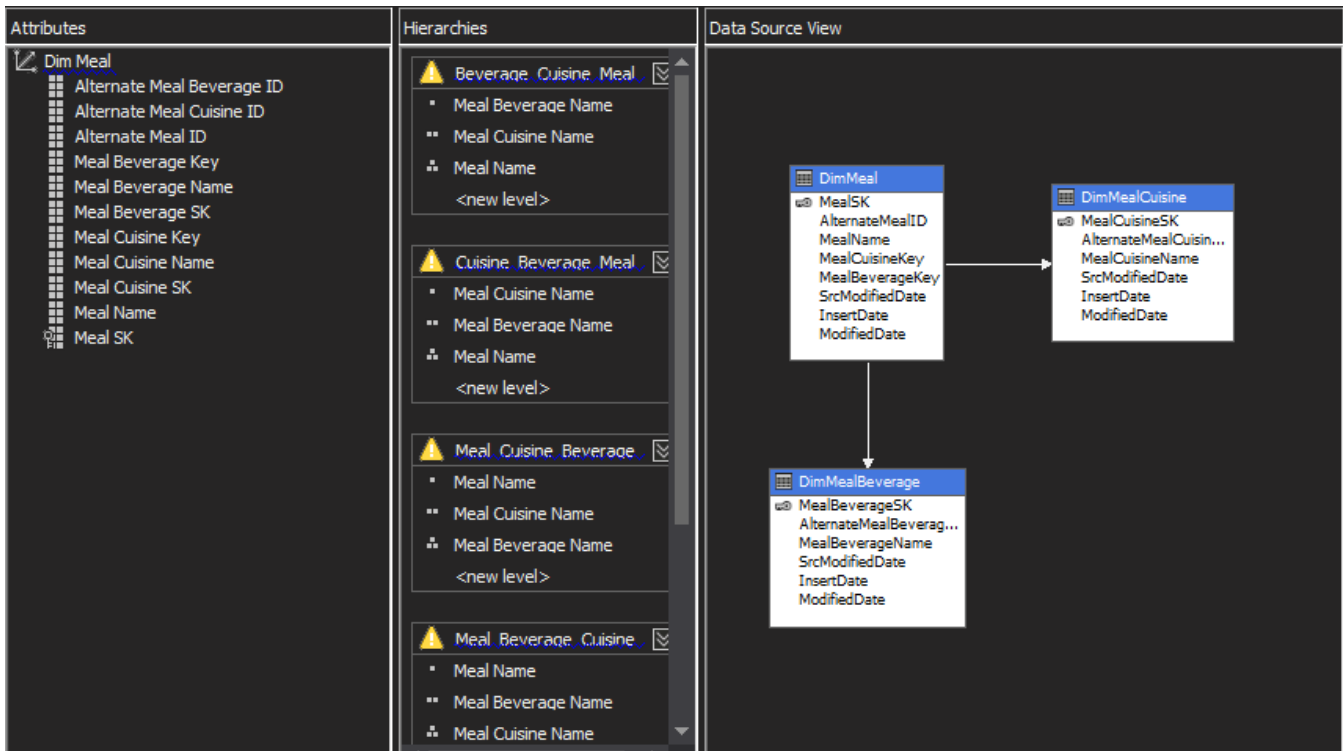 Attributes
Dim Meal
Alternate Meal Beverage ID
Alternate Meal Cuisine ID
Alternate Meal ID
Meal Beverage Key
Meal Beverage Name
Meal Beverage SK
Meal Cuisine Key
Meal Cuisine Name
Meal Cuisine SK
Meal Name
Meal SK
Hierarchies
Beverage Cuisine Meal
Meal Beverage Name
Meal Cuisine Name
Meal Name
<new level>
Cuisine Beverage Meal
Meal Cuisine Name
Meal Beverage Name
Meal Name
<new level>
Meal Cuisine Beverage
Meal Name
Meal Cuisine Name
Meal Beverage Name
<new level>
Meal Beverage Cuisine
Meal Name
Meal Beverage Name
Meal Cuisine Name
Data Source View
DimMeal
MealSK
AlternateMealID
MealName
MealCuisineKey
MealBeverageKey
SrcModifiedDate
InsertDate
ModifiedDate
DimMealCuisine
MealCuisineSK
AlternateMealCuisin...
MealCuisineName
SrcModifiedDate
InsertDate
ModifiedDate
DimMealBeverage
MealBeverageSK
AlternateMealBeverag...
MealBeverageName
SrcModifiedDate
InsertDate
ModifiedDate